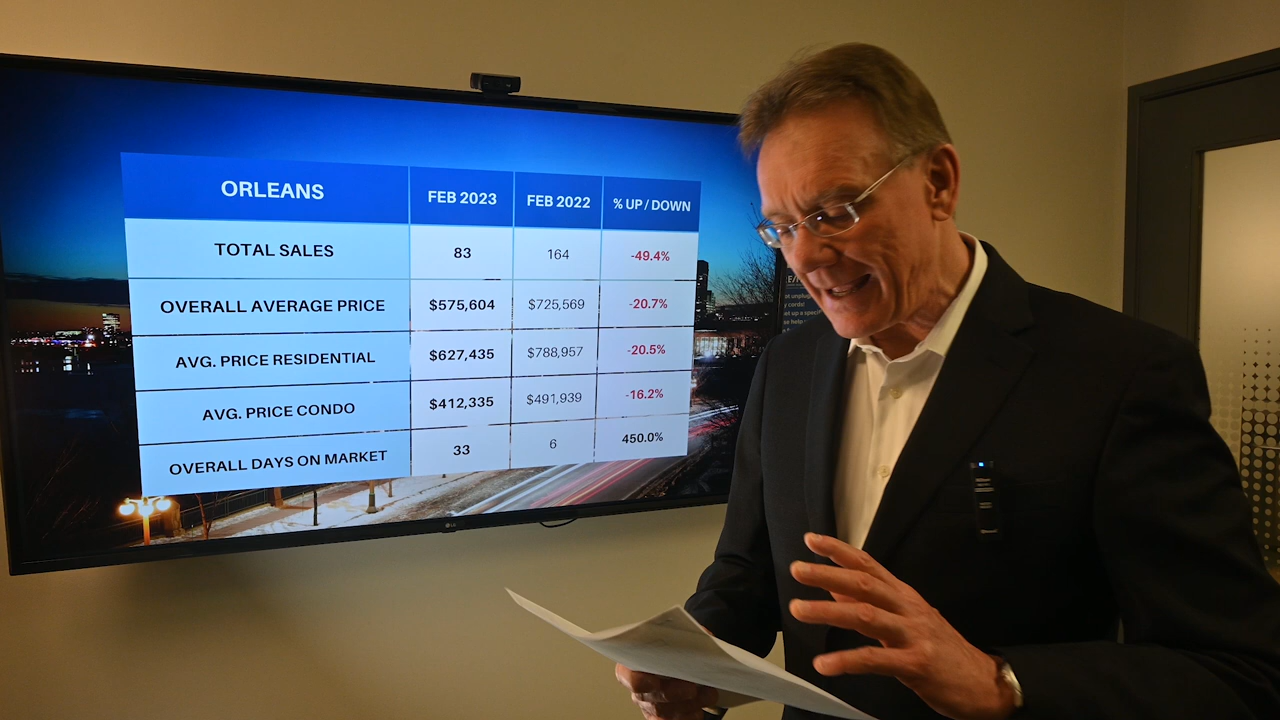 ORLEANS FEB 2023 FEB 2022 % UP / DOWN
TOTAL SALES 83 164 -49.4%
OVERALL AVERAGE PRICE $575,604 $725,569 -20.7%
AVG. PRICE RESIDENTIAL $627,435 $788,957 -20.5%
AVG. PRICE CONDO $412,335 $491,939 -16.2%
OVERALL DAYS ON MARKET 33 6 450.0%
LG